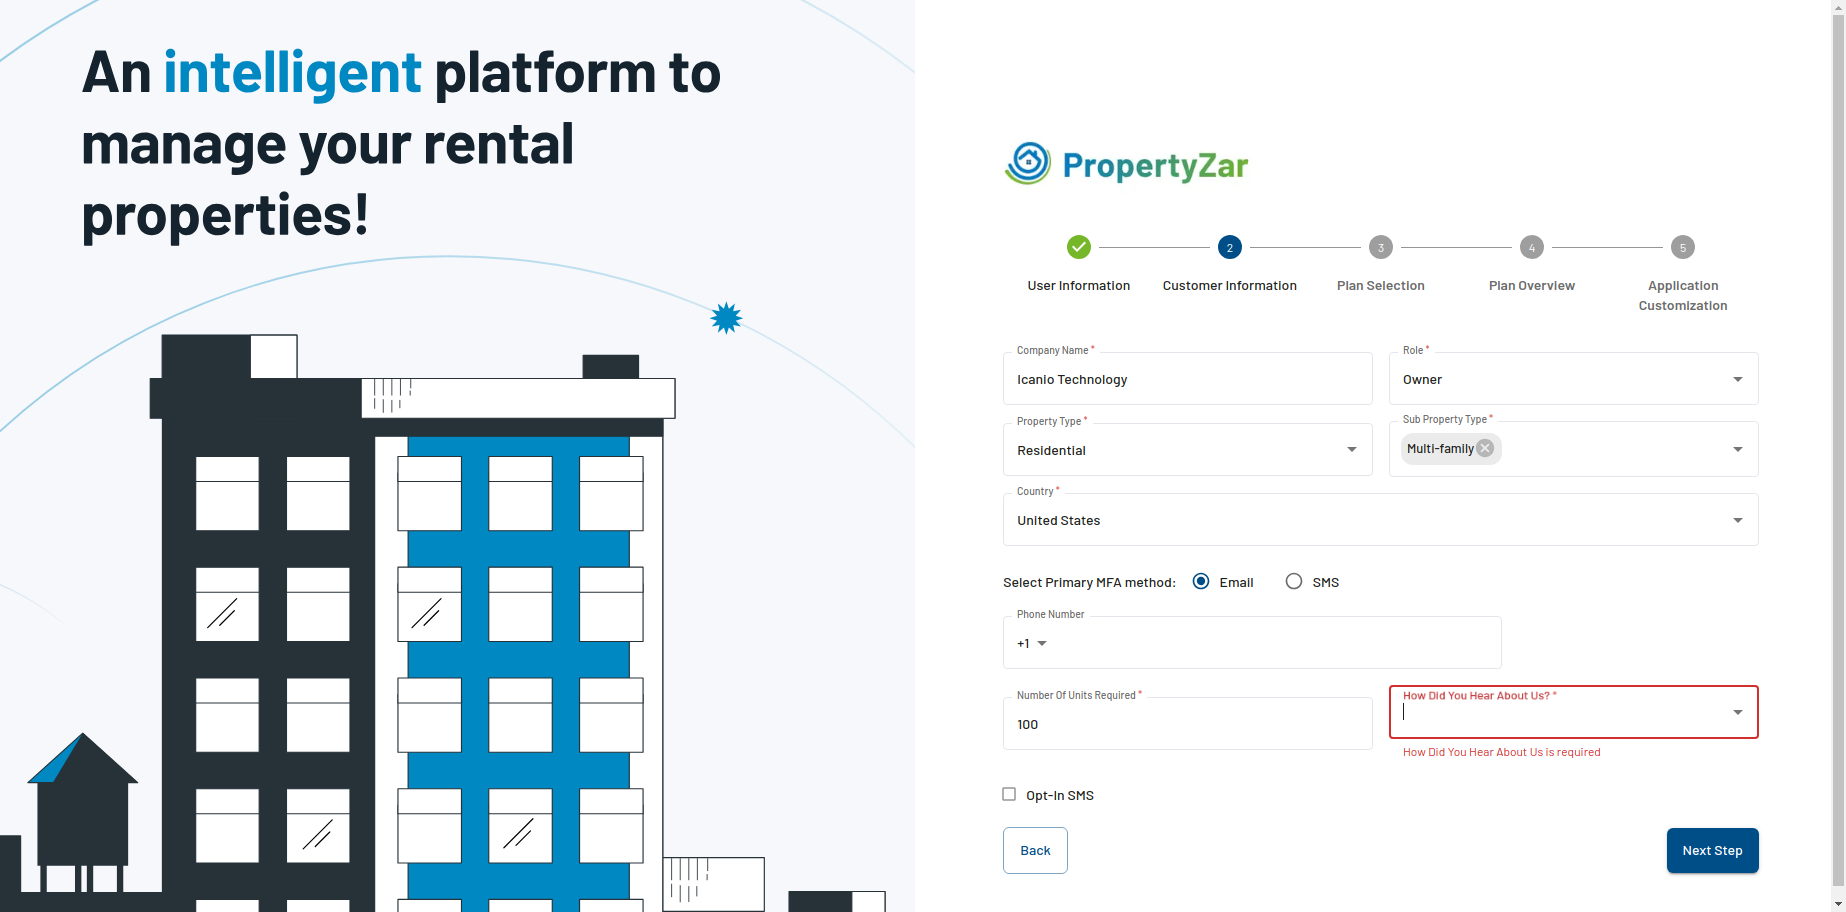 An intelligent platform to
manage your rental
properties!
PropertyZar
2
3
4
5
User Information
Customer Information
Plan Selection
Plan Overview
Application
Customization
Company Name *
Icanio Technology
Role *
Owner
Property Type *
Residential
Sub Property Type *
Multi-family
Country *
United States
Select Primary MFA method:
Email
SMS
Phone Number
+1
Number Of Units Required *
100
How Did You Hear About Us? *
How Did You Hear About Us is required
Opt-In SMS
Back
Next Step